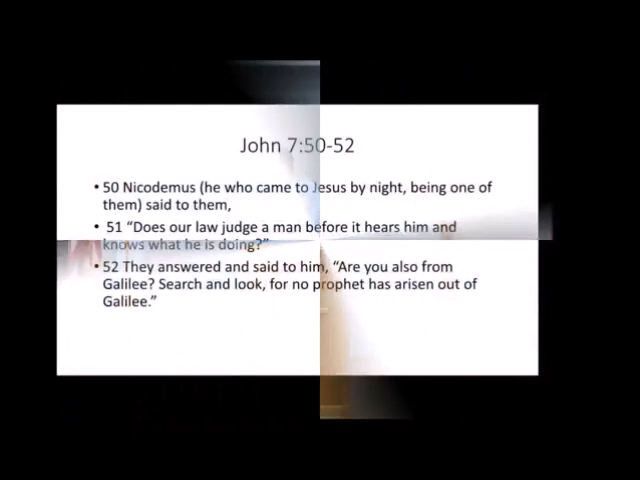 John 7:50-52
• 50 Nicodemus (he who came to Jesus by night, being one of
them) said to them,
• 51 “Does our law judge a man before it hears him and
knows what he is doing?”
• 52 They answered and said to him, “Are you also from
Galilee? Search and look, for no prophet has arisen out of
Galilee.”